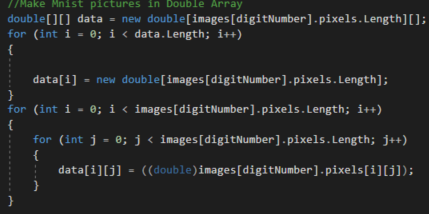 //Make Mnist pictures in Double Array
double[][] data = new double[images[digitNumber].pixels.Length][];
for (int i = 0; i < data.Length; i++)
{
data[i] = new double[images[digitNumber].pixels.Length];
}
for (int i = 0; i < images[digitNumber].pixels.Length; i++)
{
for (int j = 0; j < images[digitNumber].pixels.Length; j++)
{
data[i][j] = ((double)images[digitNumber].pixels[i][j]);
}
}